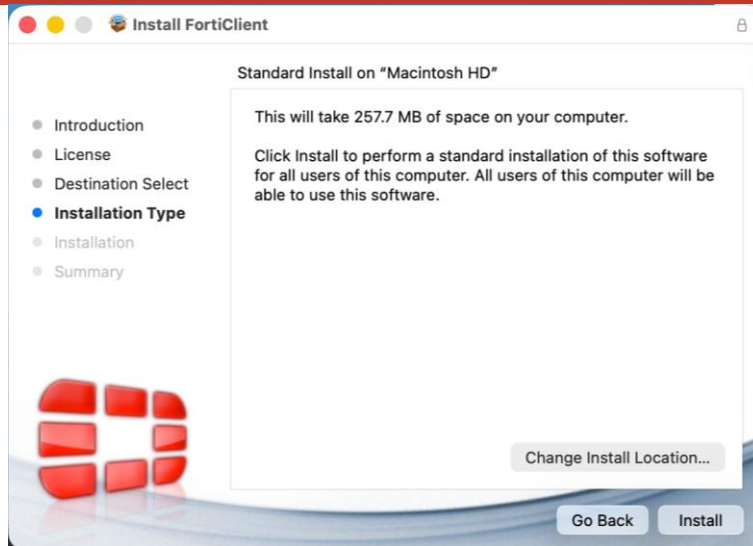 Install FortiClient
Standard Install on "Macintosh HD"
Introduction
License
Destination Select
Installation Type
Installation
Summary
This will take 257.7 MB of space on your computer.
Click Install to perform a standard installation of this software
for all users of this computer. All users of this computer will be
able to use this software.
Change Install Location...
Go Back
Install